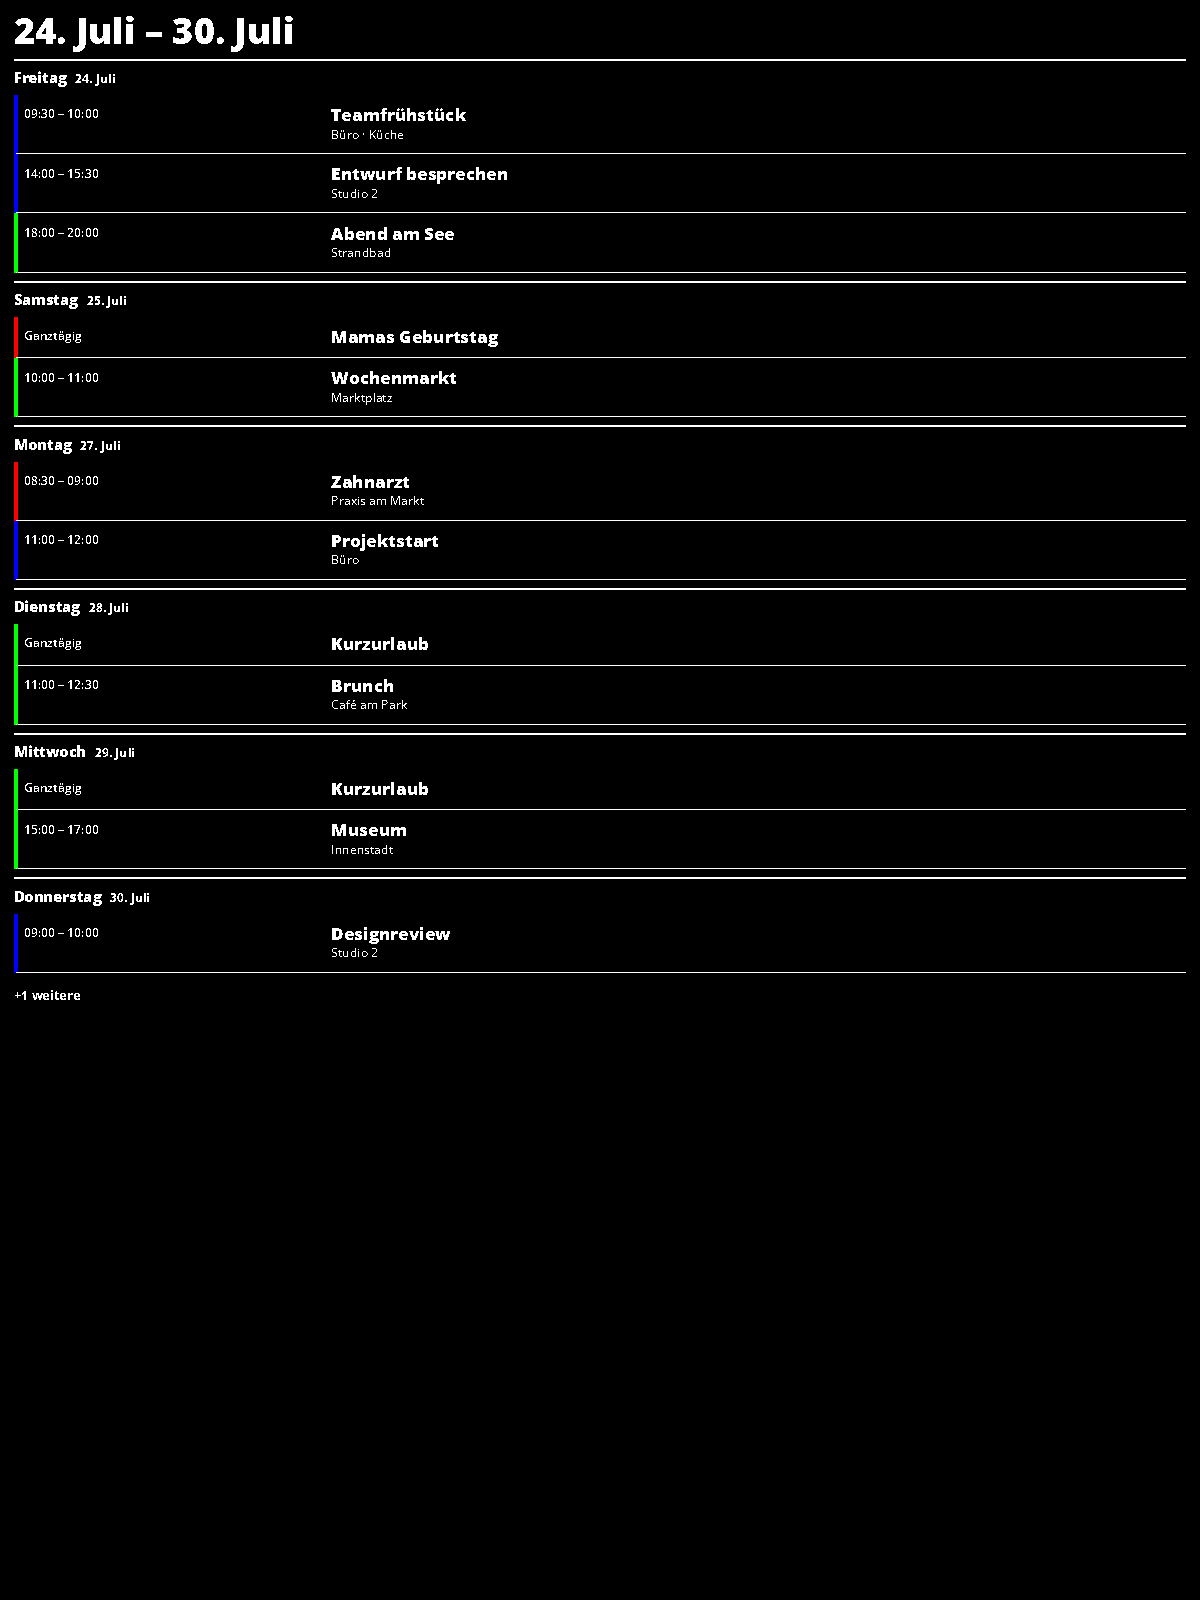 24. Juli – 30. Juli
Freitag 24. Juli
09:30 – 10:00 Teamfrühstück
Büro · Küche
14:00 – 15:30 Entwurf besprechen
Studio 2
18:00 – 20:00 Abend am See
Strandbad
Samstag 25. Juli
Ganztägig Mamas Geburtstag
10:00 – 11:00 Wochenmarkt
Marktplatz
Montag 27. Juli
08:30 – 09:00 Zahnarzt
Praxis am Markt
11:00 – 12:00 Projektstart
Büro
Dienstag 28. Juli
Ganztägig Kurzurlaub
11:00 – 12:30 Brunch
Café am Park
Mittwoch 29. Juli
Ganztägig Kurzurlaub
15:00 – 17:00 Museum
Innenstadt
Donnerstag 30. Juli
09:00 – 10:00 Designreview
Studio 2
+1 weitere